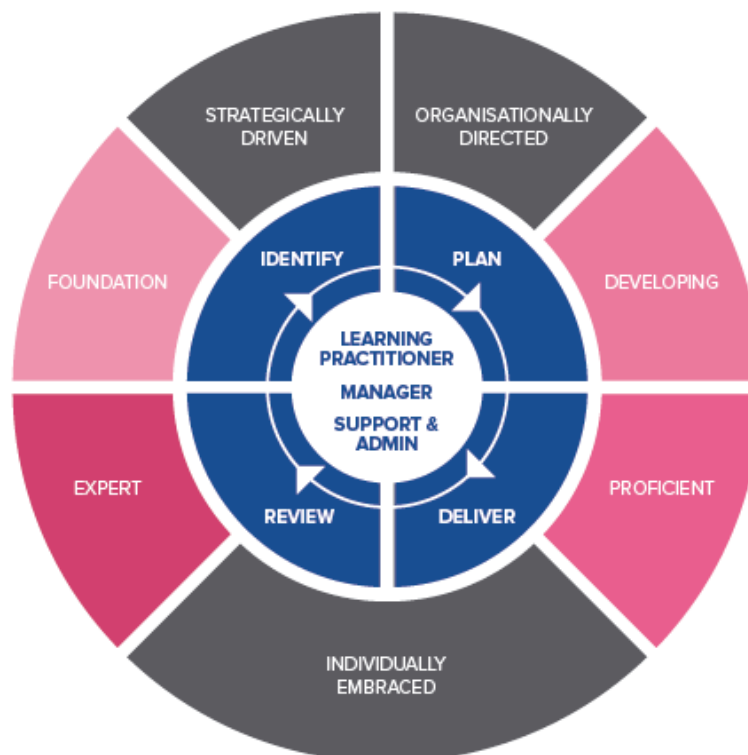 STRATEGICALLY
DRIVEN
ORGANISATIONALLY
DIRECTED
FOUNDATION
IDENTIFY
PLAN
DEVELOPING
LEARNING
PRACTITIONER
MANAGER
SUPPORT &
ADMIN
EXPERT
REVIEW
DELIVER
PROFICIENT
INDIVIDUALLY
EMBRACED